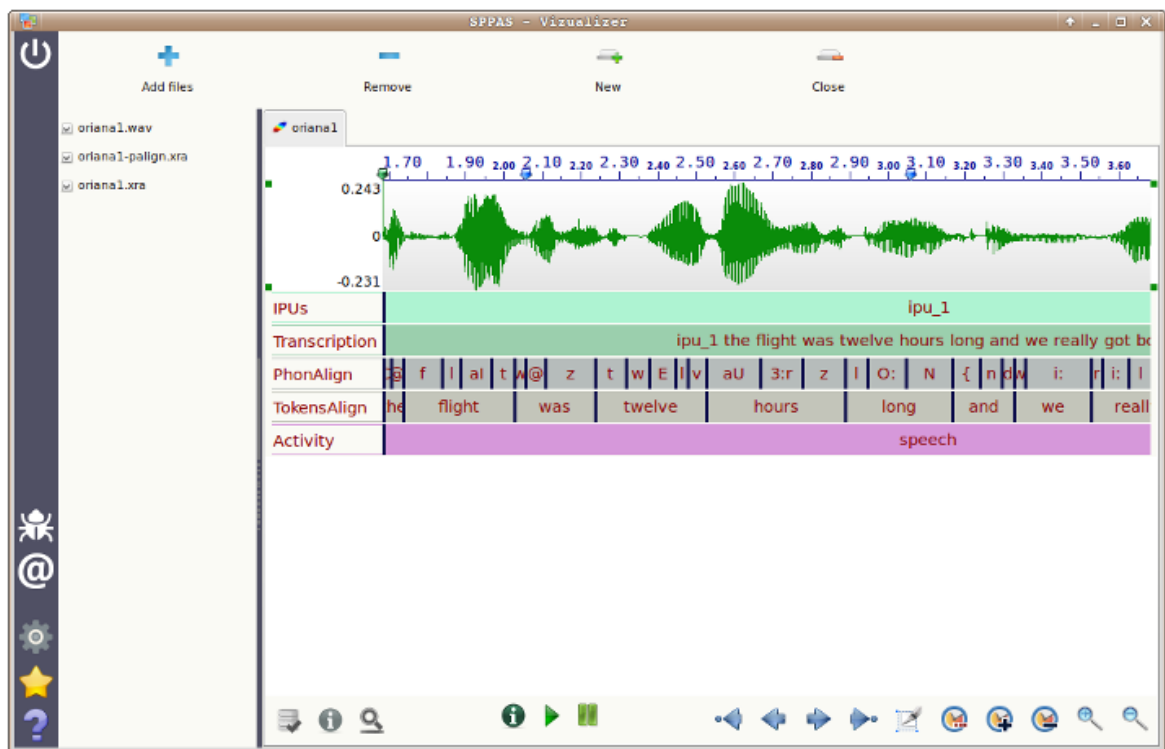 SPPAS - Vizualizer
Add files Remove New Close
oriana1.wav
oriana1-palign.xra
oriana1.xra
oriana1
1.70 1.90 2.00 2.10 2.20 2.30 2.40 2.50 2.60 2.70 2.80 2.90 3.00 3.10 3.20 3.30 3.40 3.50 3.60
0.243
0
-0.231
IPUs ipu_1
Transcription ipu_1 the flight was twelve hours long and we really got bo
PhonAlign @ f l aI t w @ z t w E l v aU 3:r z l O: N { n d w i: r i: l
TokensAlign he flight was twelve hours long and we reall
Activity speech
@
?